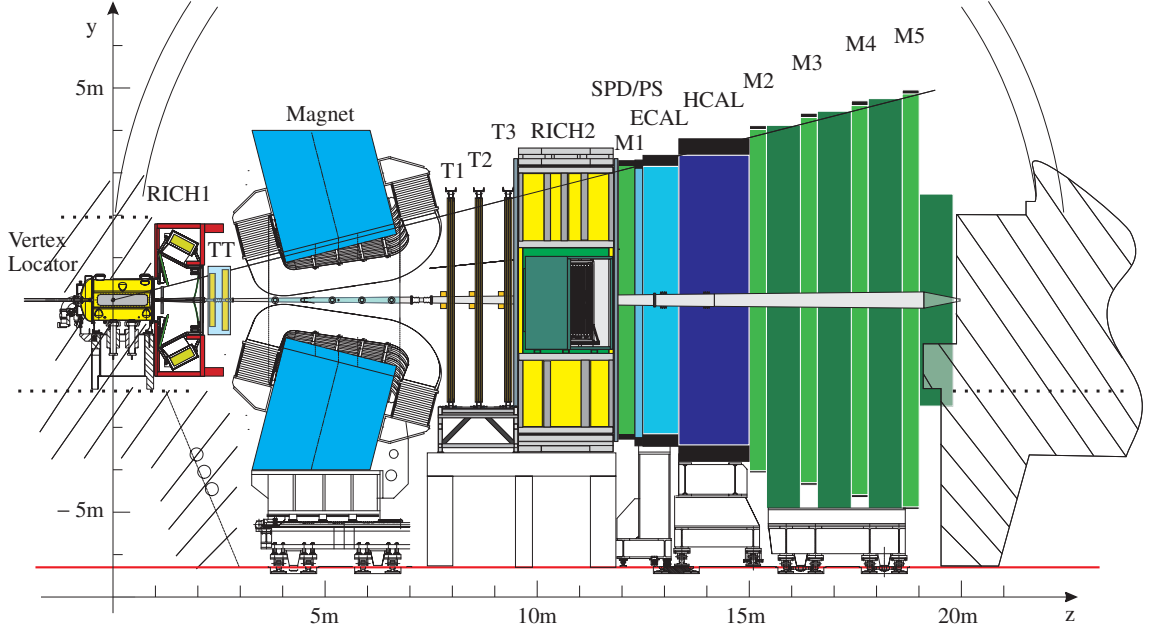 y
5m
Vertex
Locator
RICH1
TT
Magnet
T1
T2
T3
RICH2
M1
SPD/PS
ECAL
HCAL
M2
M3
M4
M5
− 5m
5m
10m
15m
20m
z